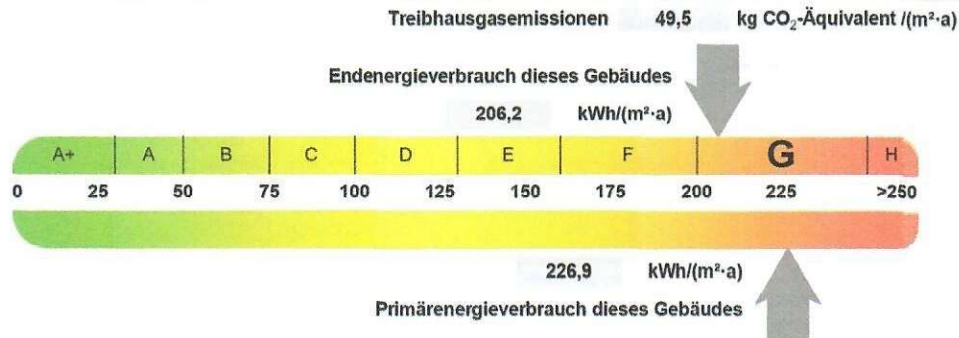 Treibhausgasemissionen 49,5 kg CO₂-Äquivalent /(m²·a)
Endenergieverbrauch dieses Gebäudes
206,2 kWh/(m²·a)
A+ A B C D E F G H
0 25 50 75 100 125 150 175 200 225 >250
226,9 kWh/(m²·a)
Primärenergieverbrauch dieses Gebäudes